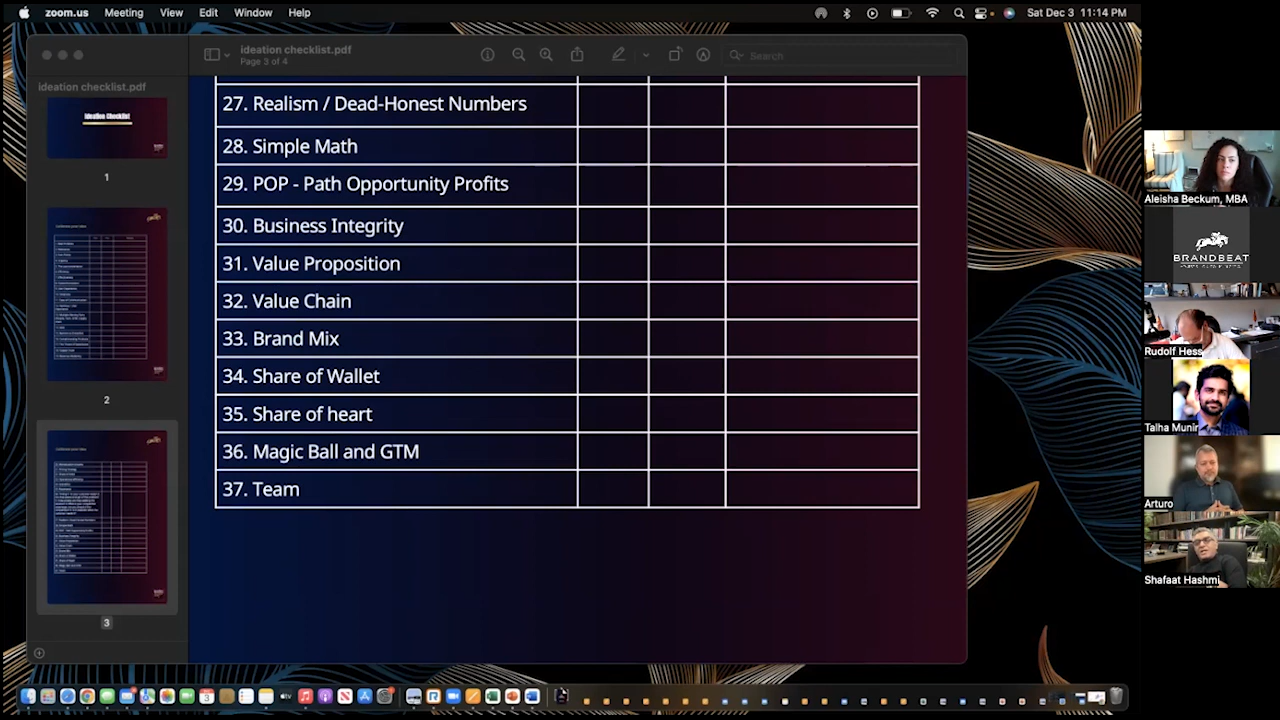 zoom.us Meeting View Edit Window Help
Sat Dec 3 11:14 PM
ideation checklist.pdf
Page 3 of 4
Search
ideation checklist.pdf
Ideation Checklist
1
2
3
27. Realism / Dead-Honest Numbers
28. Simple Math
29. POP - Path Opportunity Profits
30. Business Integrity
31. Value Proposition
32. Value Chain
33. Brand Mix
34. Share of Wallet
35. Share of heart
36. Magic Ball and GTM
37. Team
Aleisha Beckum, MBA
BRANDBEAT
Rudolf Hess
Talha Munir
Arturo
Shafaat Hashmi